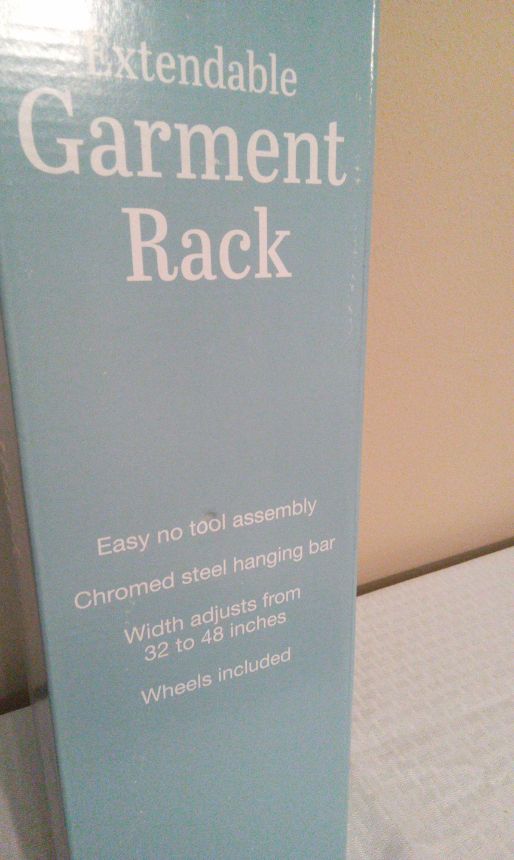 Extendable
Garment
Rack
Easy no tool assembly
Chromed steel hanging bar
Width adjusts from
32 to 48 inches
Wheels included